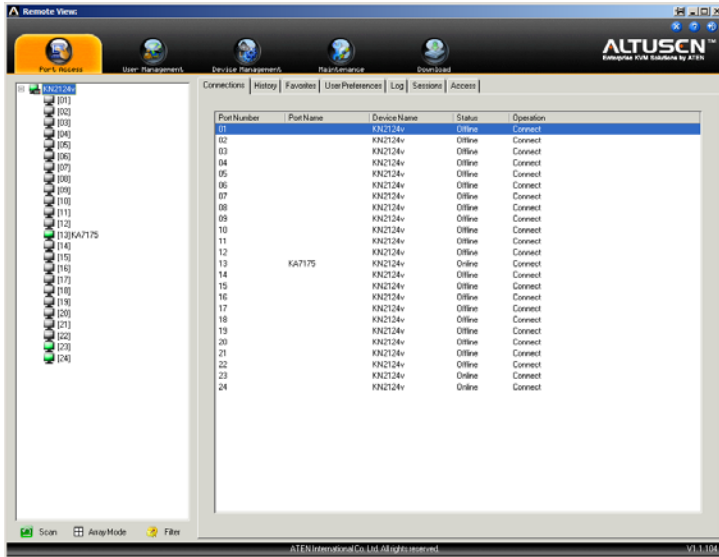 Remote View:
ALTUSEN™
Enterprise KVM Solutions by ATEN
Port Access User Management Device Management Maintenance Download
KN2124v
[01]
[02]
[03]
[04]
[05]
[06]
[07]
[08]
[09]
[10]
[11]
[12]
[13]KA7175
[14]
[15]
[16]
[17]
[18]
[19]
[20]
[21]
[22]
[23]
[24]
Scan ArrayMode Filter
Connections History Favorites User Preferences Log Sessions Access
Port Number Port Name Device Name Status Operation
01 KN2124v Offline Connect
02 KN2124v Offline Connect
03 KN2124v Offline Connect
04 KN2124v Offline Connect
05 KN2124v Offline Connect
06 KN2124v Offline Connect
07 KN2124v Offline Connect
08 KN2124v Offline Connect
09 KN2124v Offline Connect
10 KN2124v Offline Connect
11 KN2124v Offline Connect
12 KN2124v Offline Connect
13 KA7175 KN2124v Online Connect
14 KN2124v Offline Connect
15 KN2124v Offline Connect
16 KN2124v Offline Connect
17 KN2124v Offline Connect
18 KN2124v Offline Connect
19 KN2124v Offline Connect
20 KN2124v Offline Connect
21 KN2124v Offline Connect
22 KN2124v Offline Connect
23 KN2124v Online Connect
24 KN2124v Online Connect
ATEN International Co. Ltd. All rights reserved.
V1.1.104